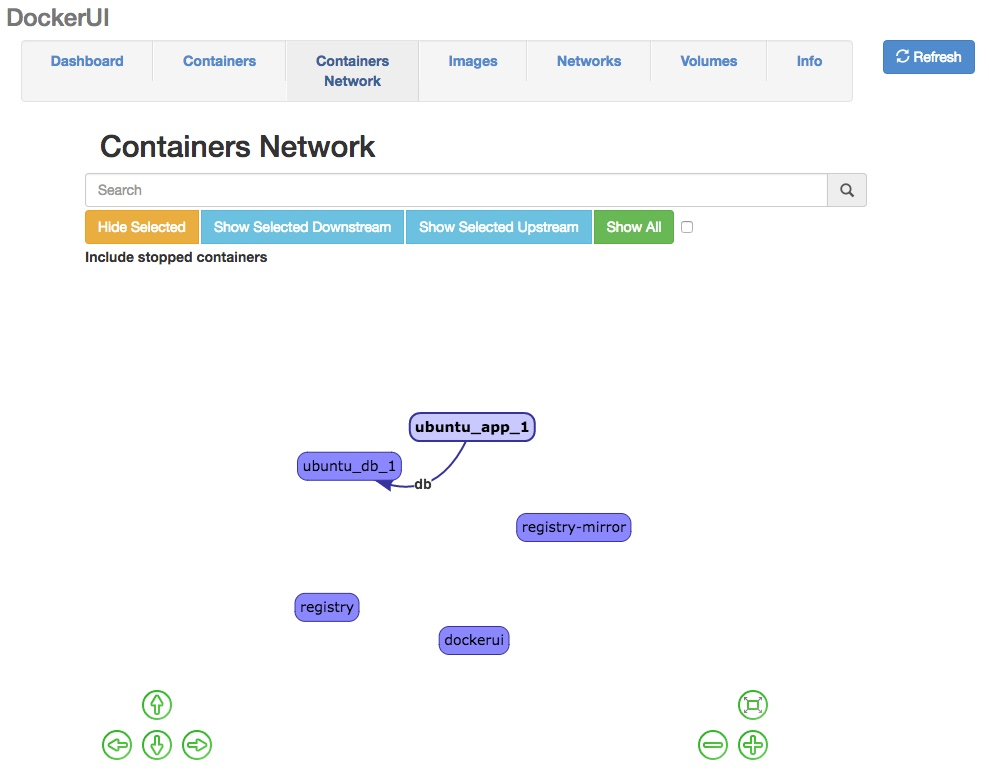 DockerUI
Dashboard
Containers
Containers
Network
Images
Networks
Volumes
Info
Refresh
Containers Network
Search
Hide Selected
Show Selected Downstream
Show Selected Upstream
Show All
Include stopped containers
ubuntu_app_1
ubuntu_db_1
db
registry-mirror
registry
dockerui